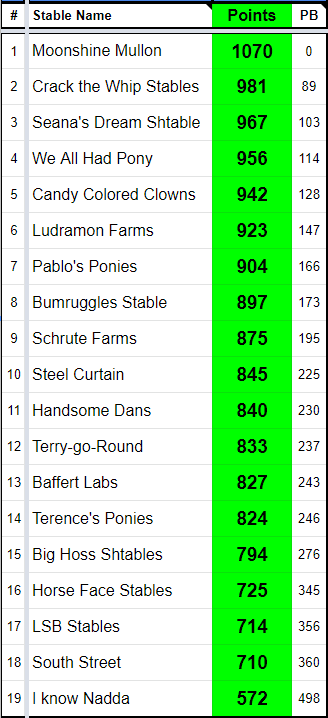 # Stable Name Points PB
1 Moonshine Mullon 1070 0
2 Crack the Whip Stables 981 89
3 Seana's Dream Shtable 967 103
4 We All Had Pony 956 114
5 Candy Colored Clowns 942 128
6 Ludramon Farms 923 147
7 Pablo's Ponies 904 166
8 Bumruggles Stable 897 173
9 Schrute Farms 875 195
10 Steel Curtain 845 225
11 Handsome Dans 840 230
12 Terry-go-Round 833 237
13 Baffert Labs 827 243
14 Terence's Ponies 824 246
15 Big Hoss Shtables 794 276
16 Horse Face Stables 725 345
17 LSB Stables 714 356
18 South Street 710 360
19 I know Nadda 572 498